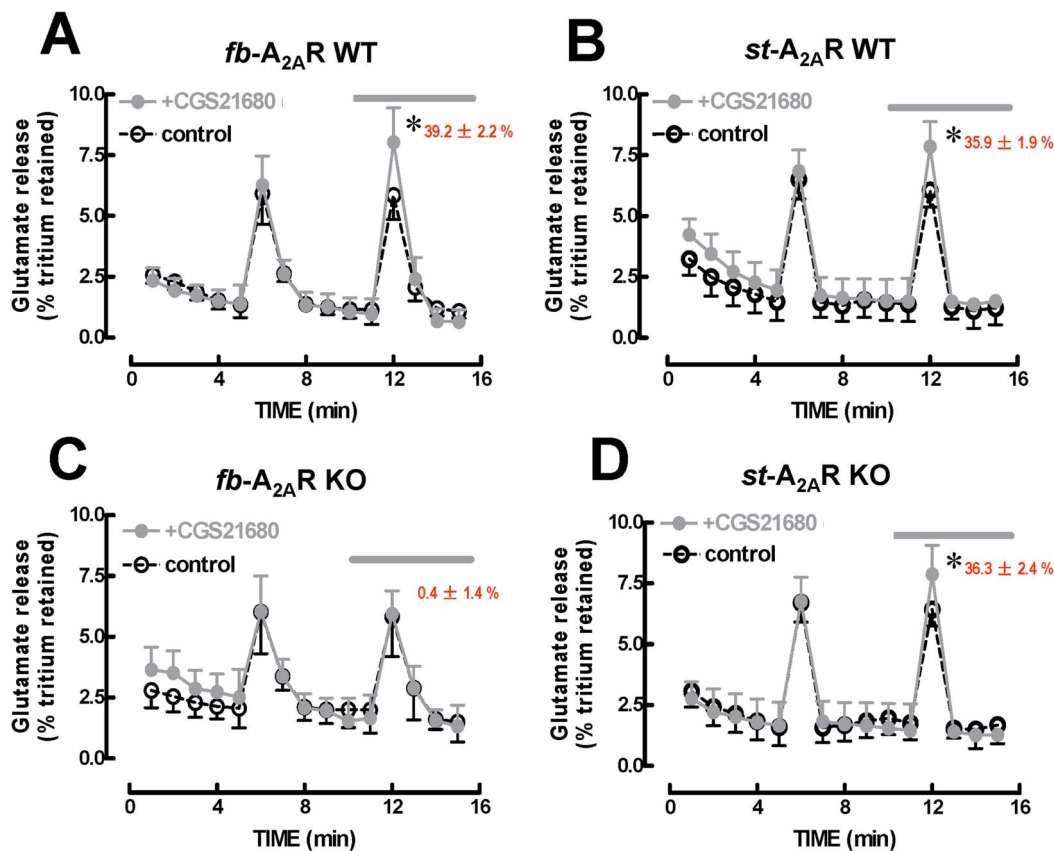 A
fb-A2AR WT
+CGS21680
control
* 39.2 ± 2.2 %
Glutamate release
(% tritium retained)
10.0
7.5
5.0
2.5
0.0
0 4 8 12 16
TIME (min)
B
st-A2AR WT
+CGS21680
control
* 35.9 ± 1.9 %
Glutamate release
(% tritium retained)
10.0
7.5
5.0
2.5
0.0
0 4 8 12 16
TIME (min)
C
fb-A2AR KO
+CGS21680
control
0.4 ± 1.4 %
Glutamate release
(% tritium retained)
10.0
7.5
5.0
2.5
0.0
0 4 8 12 16
TIME (min)
D
st-A2AR KO
+CGS21680
control
* 36.3 ± 2.4 %
Glutamate release
(% tritium retained)
10.0
7.5
5.0
2.5
0.0
0 4 8 12 16
TIME (min)